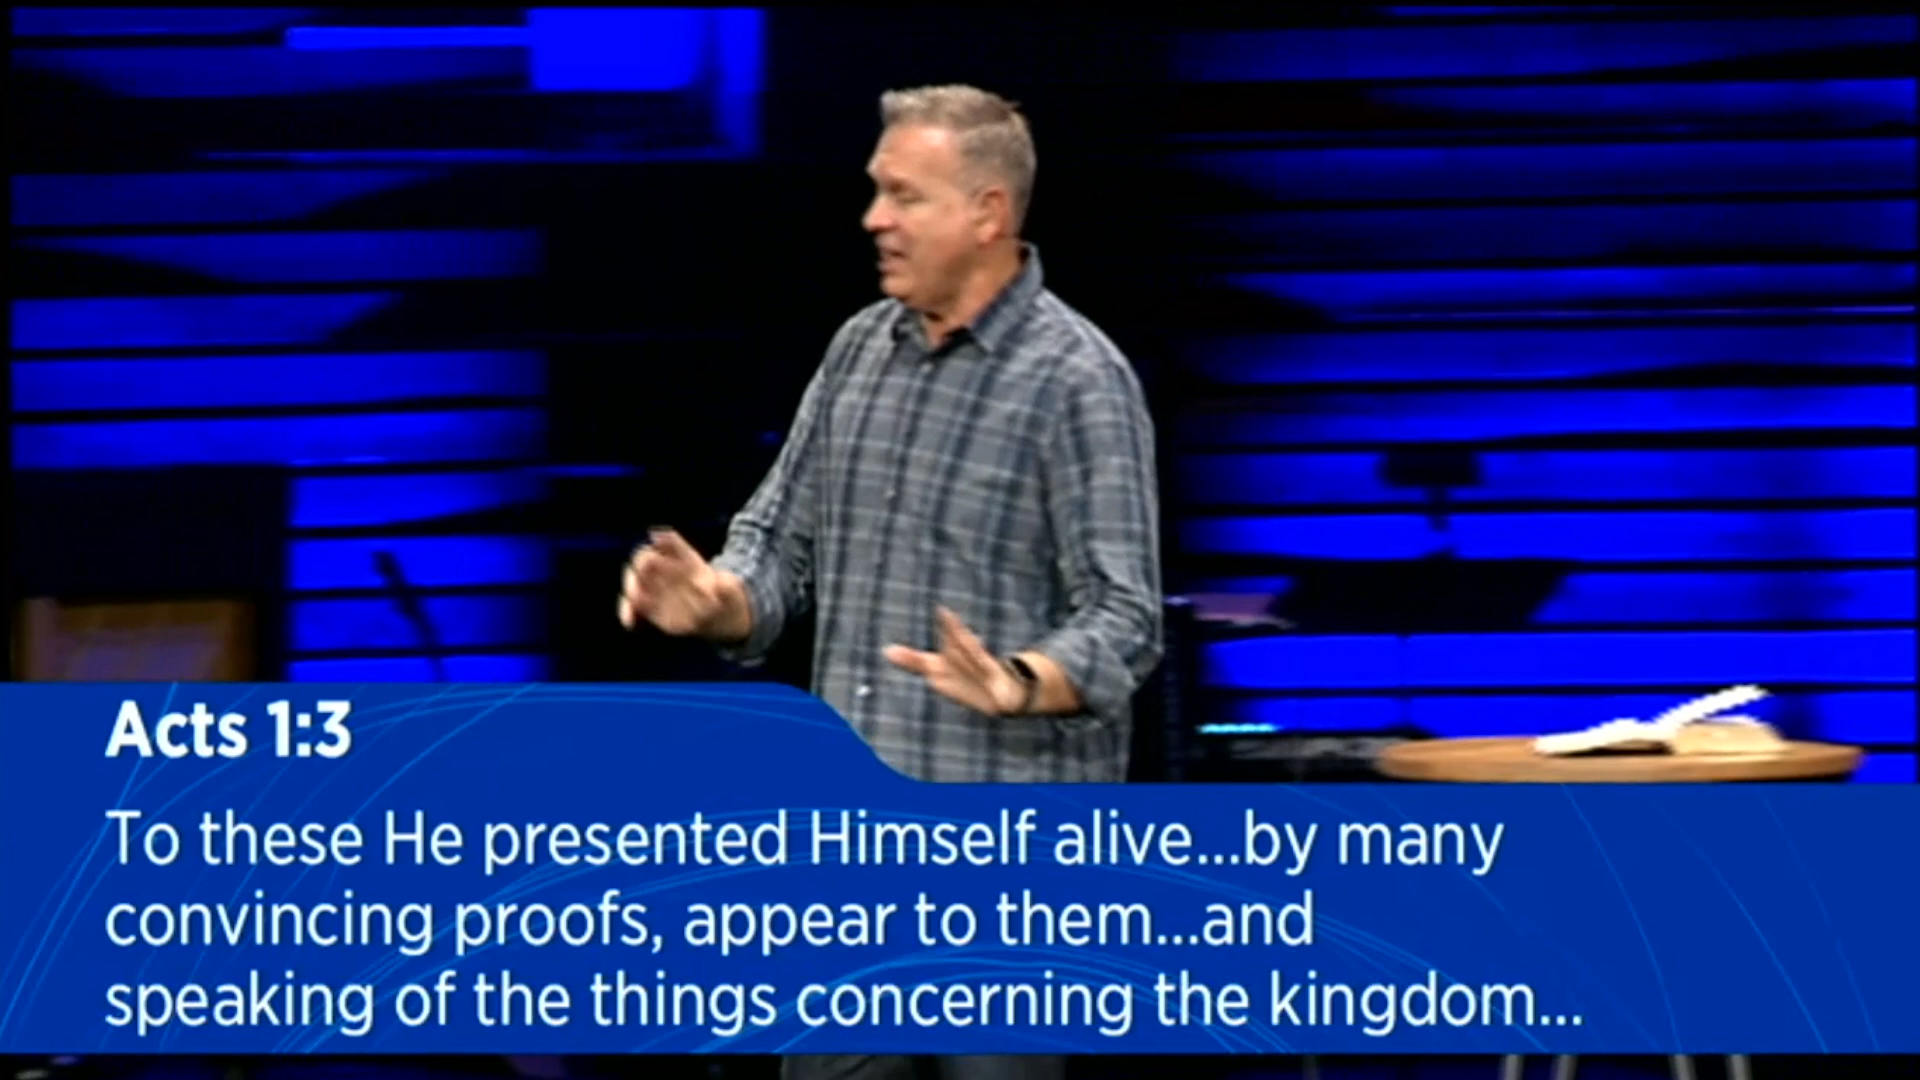 Acts 1:3
To these He presented Himself alive...by many
convincing proofs, appear to them...and
speaking of the things concerning the kingdom...